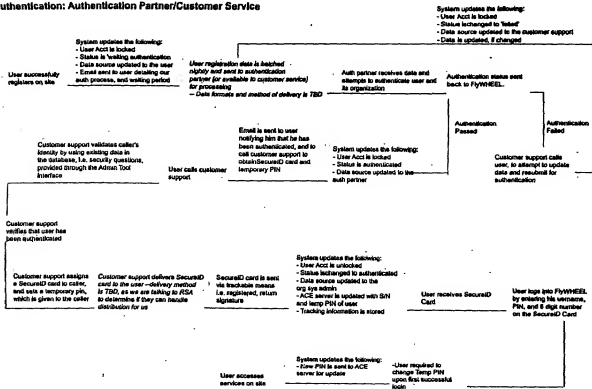 uthentication: Authentication Partner/Customer Service
System updates the following:
- User Acct is locked
- Status ischanged to 'failed'
- Data source updated to the customer support
- Data is updated, if changed
User successfully
registers on site
System updates the following:
- User Acct is locked
- Status is 'waiting authentication
- Data source updated to the user
- Email sent to user detailing our
auth process, and waiting period
User registration data is batched
nightly and sent to authentication
partner (or available to customer service)
for processing
-- Data formats and method of delivery is TBD
Auth partner receives data and
attempts to authenticate user and
its organization
Authentication status sent
back to FlyWHEEL.
Authentication
Passed
Authentication
Failed
Customer support validates caller's
identity by using existing data in
the database, i.e. security questions,
provided through the Admin Tool
interface
User calls customer
support
Email is sent to user
notifying him that he has
been authenticated, and to
call customer support to
obtainSecureID card and
temporary PIN
System updates the following:
- User Acct is locked
- Status is authenticated
- Data source updated to the
auth partner
Customer support calls
user, to attempt to update
data and resubmit for
authentication
Customer support
verifies that user has
been authenticated
Customer support assigns
a SecureID card to caller,
and sets a temporary pin,
which is given to the caller
Customer support delivers SecureID
card to the user --delivery method
is TBD, as we are talking to RSA
to determine if they can handle
distribution for us
SecureID card is sent
via trackable means
i.e. registered, return
signature
System updates the following:
- User Acct is unlocked
- Status ischanged to authenticated
- Data source updated to the
org sys admin
- ACE server is updated with S/N
and temp PIN of user
- Tracking information is stored
User receives SecureID
Card
User logs into FlyWHEEL
by entering his username,
PIN, and 6 digit number
on the SecureID Card
User accesses
services on site
System updates the following:
- New PIN is sent to ACE
server for update
-User required to
change Temp PIN
upon first successful
login